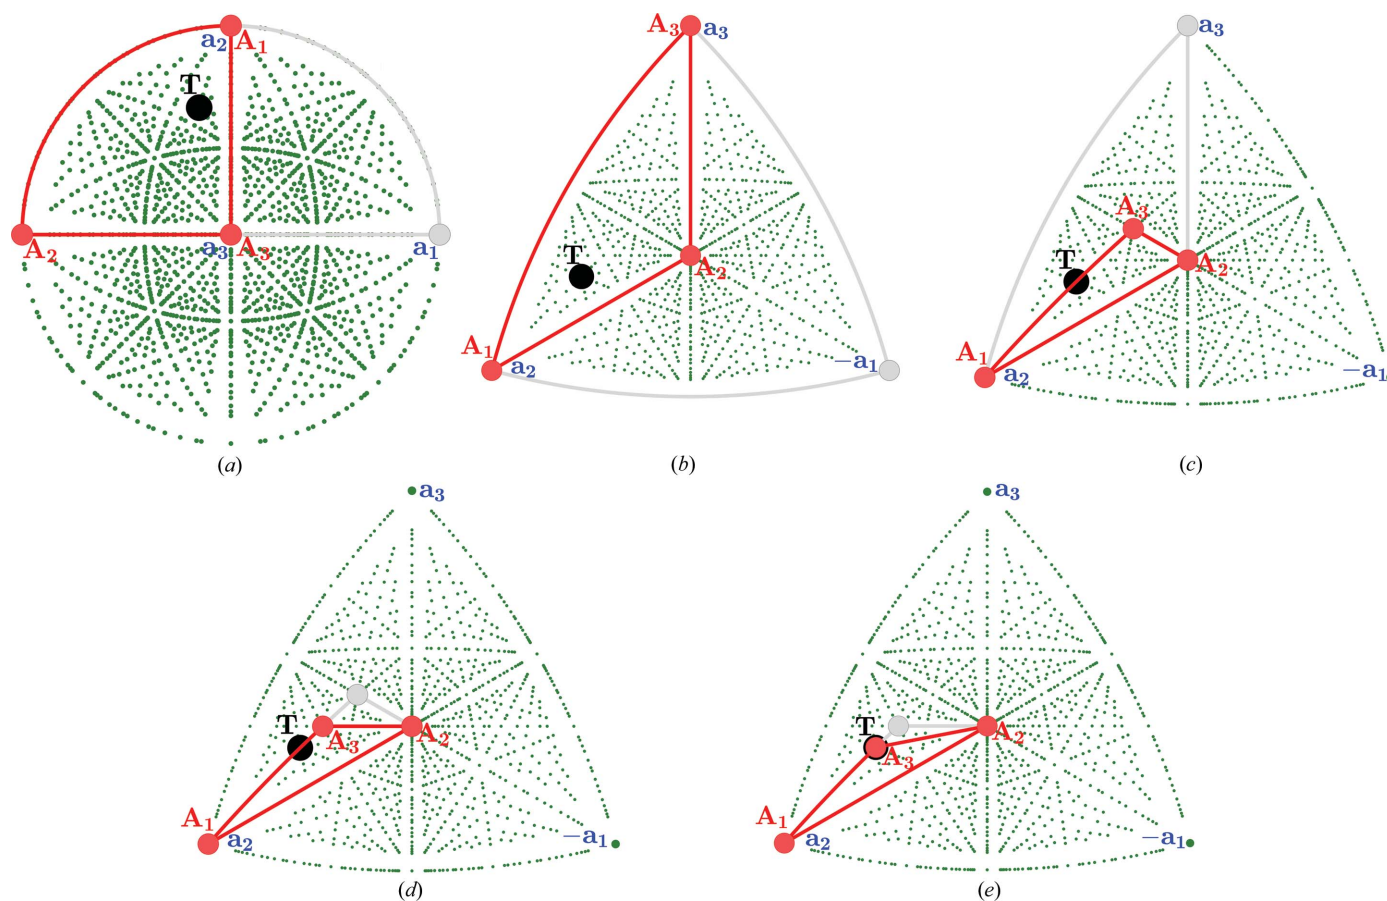 a₂ A₁
T
A₂ a₃ A₃ a₁
(a)
A₃ a₃
T
A₂
A₁ a₂ −a₁
(b)
a₃
A₃
T
A₂
A₁ a₂ −a₁
(c)
a₃
T
A₃ A₂
A₁ a₂ −a₁
(d)
a₃
T
A₃ A₂
A₁ a₂ −a₁
(e)